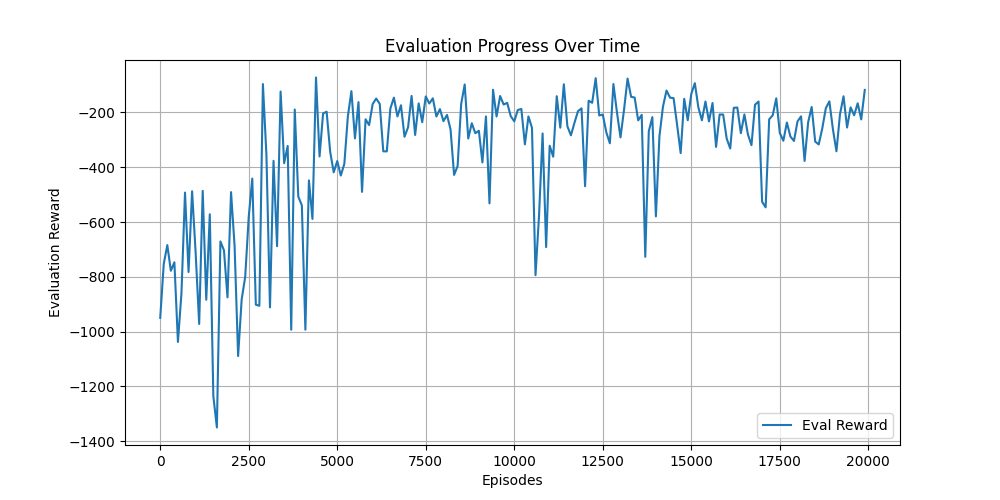 Evaluation Progress Over Time
Evaluation Reward
−200
−400
−600
−800
−1000
−1200
−1400
0 2500 5000 7500 10000 12500 15000 17500 20000
Episodes
Eval Reward